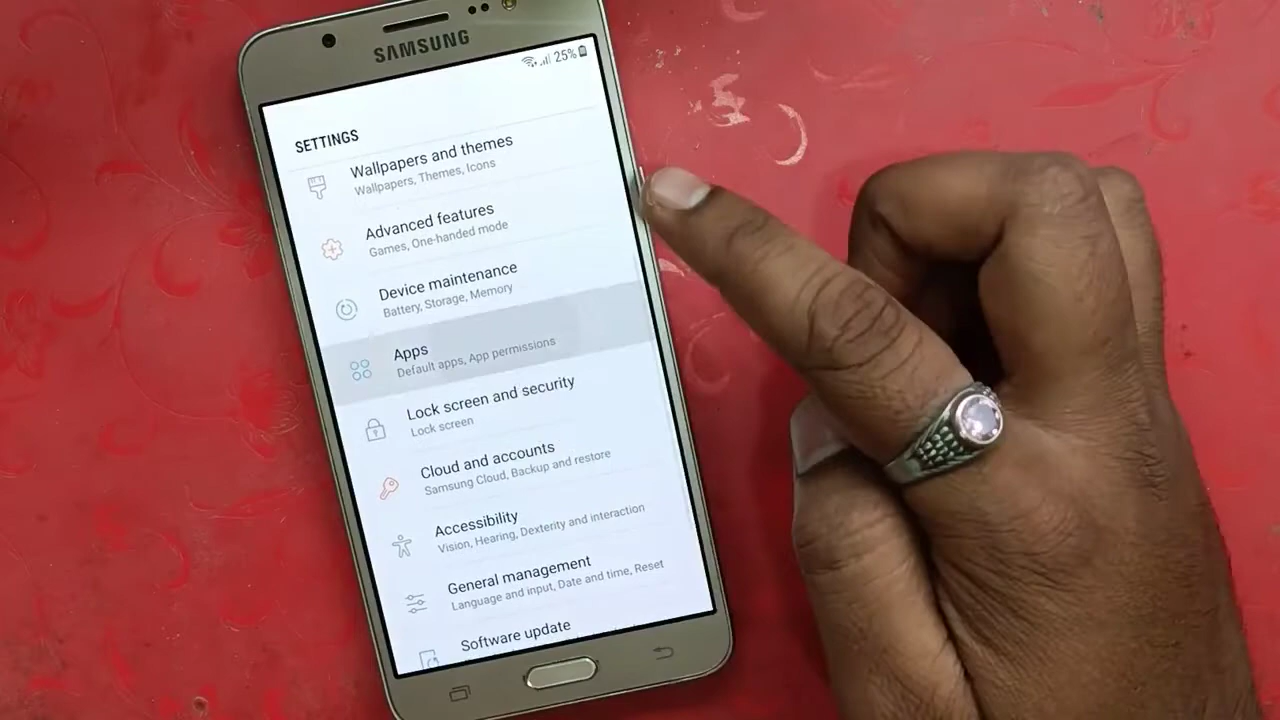 SAMSUNG
25%
SETTINGS
Wallpapers and themes
Wallpapers, Themes, Icons
Advanced features
Games, One-handed mode
Device maintenance
Battery, Storage, Memory
Apps
Default apps, App permissions
Lock screen and security
Lock screen
Cloud and accounts
Samsung Cloud, Backup and restore
Accessibility
Vision, Hearing, Dexterity and interaction
General management
Language and input, Date and time, Reset
Software update